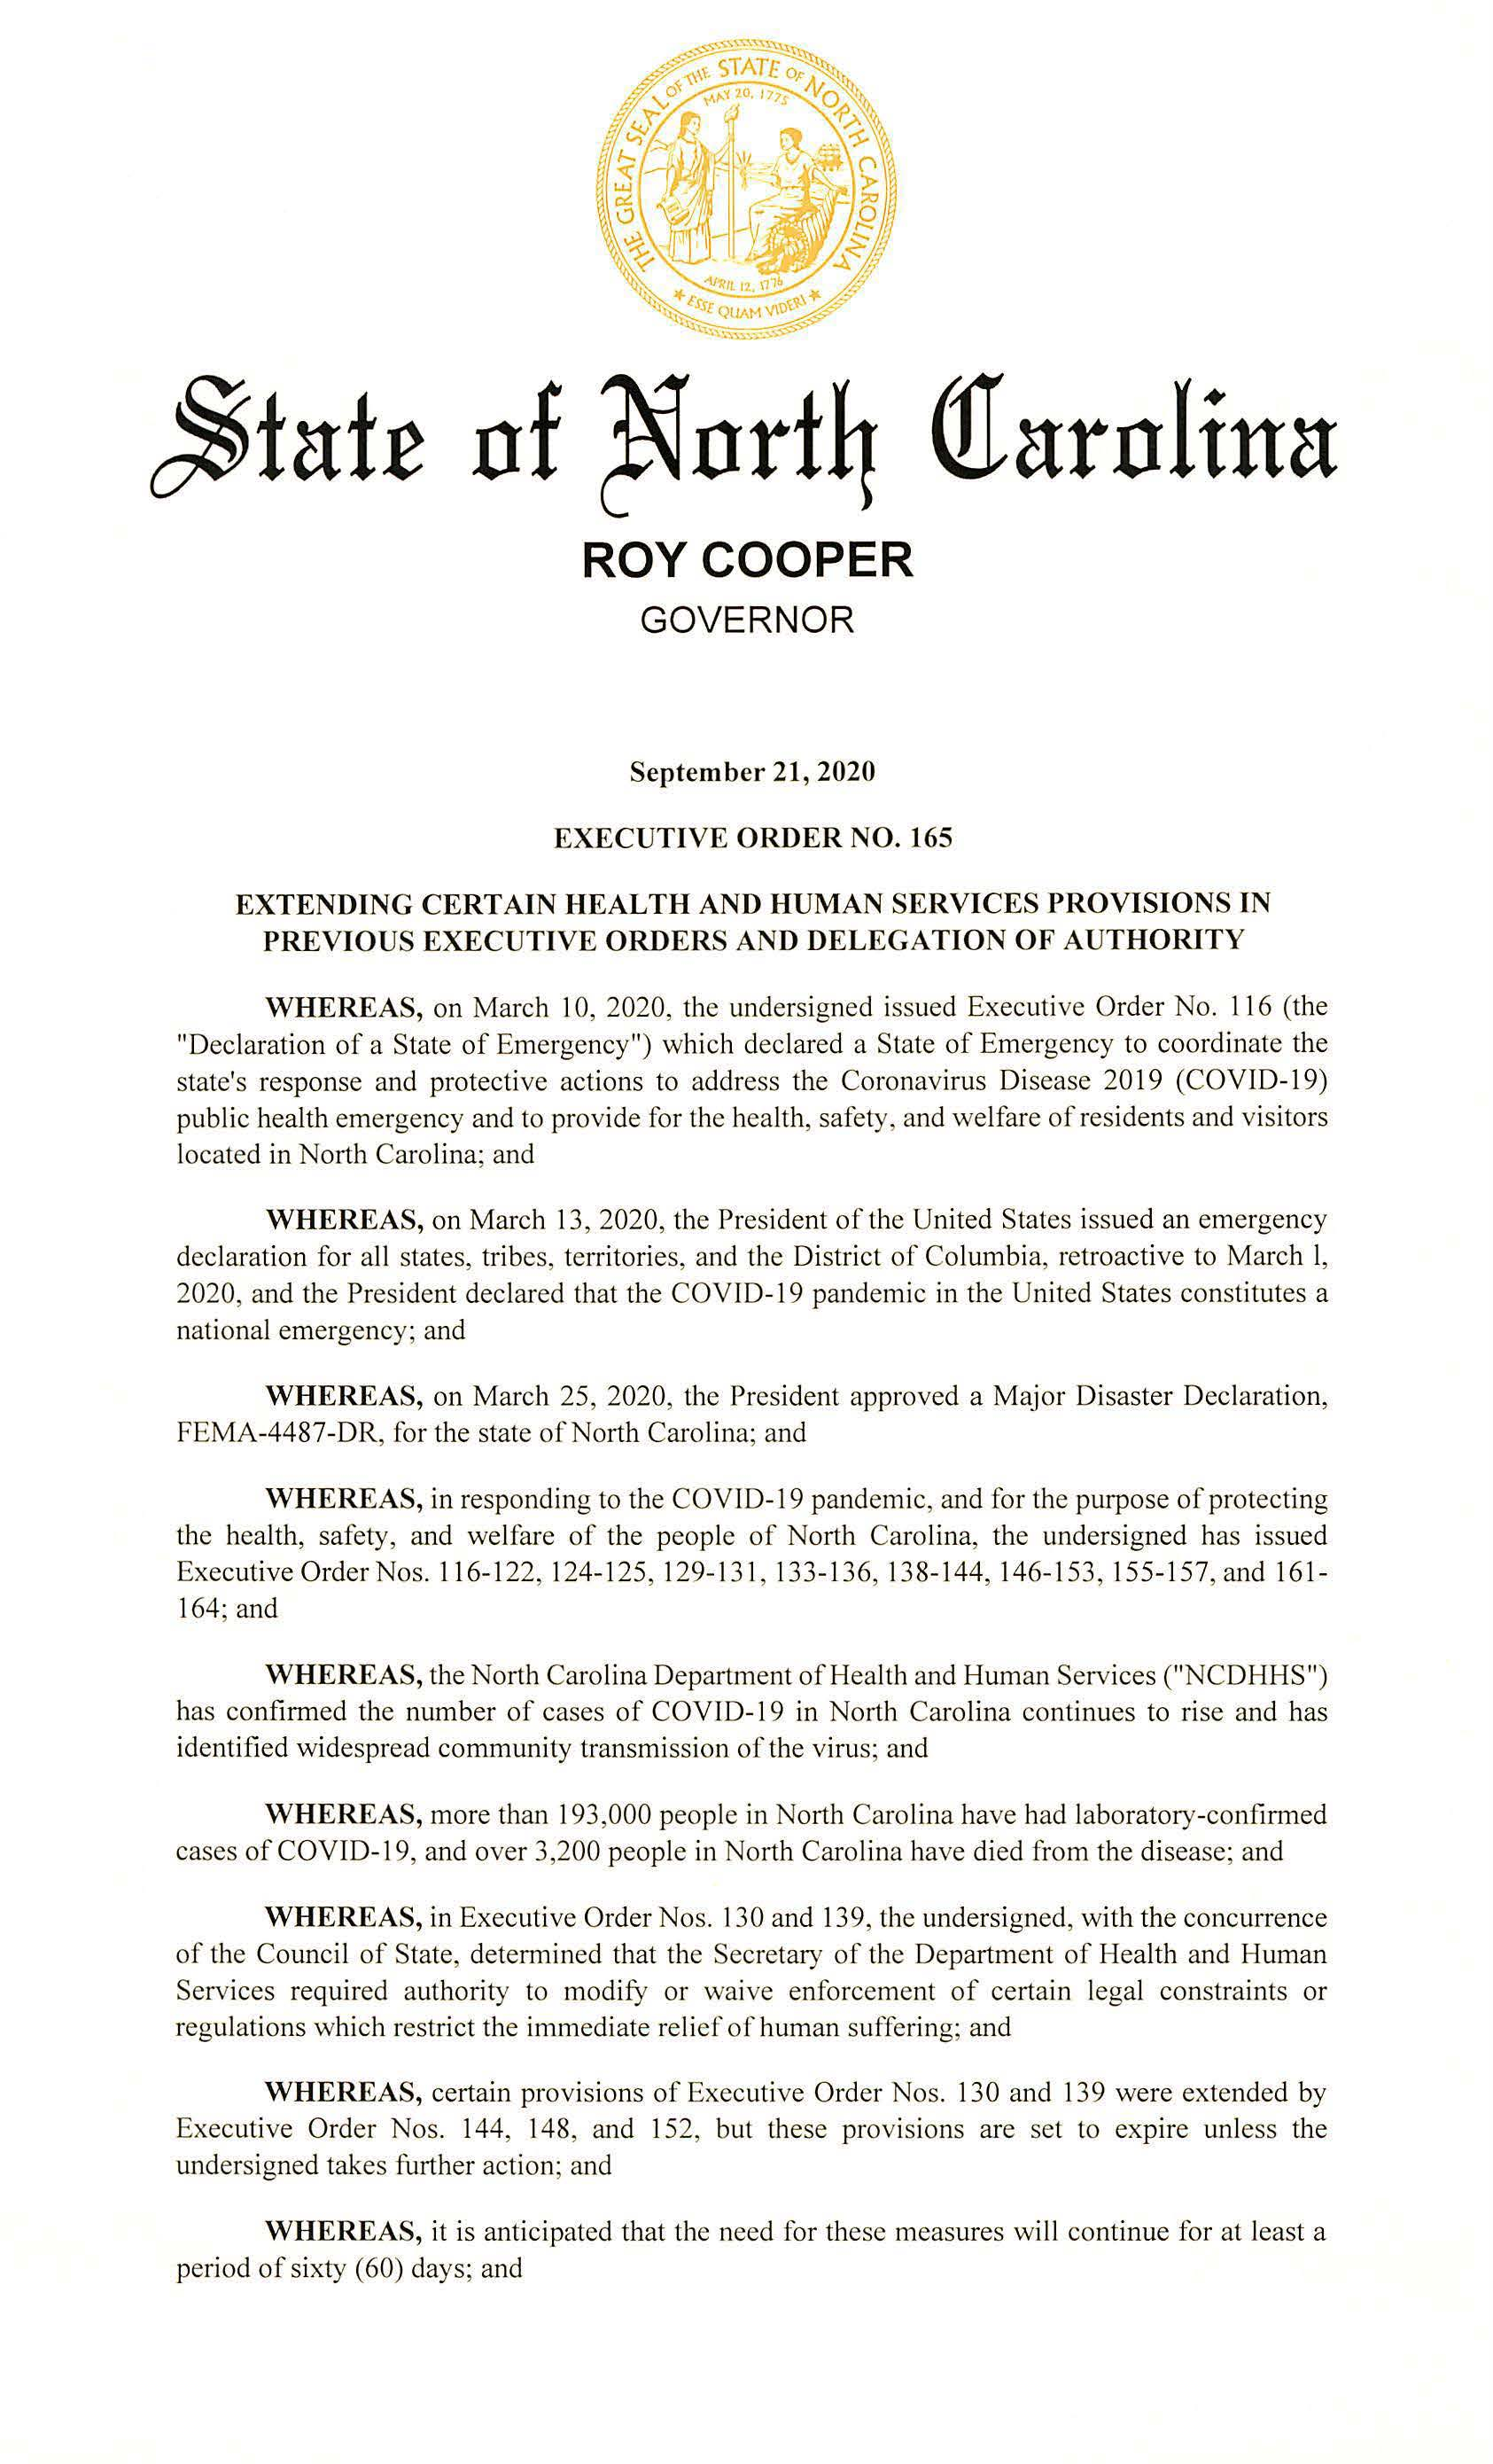 THE GREAT SEAL OF THE STATE OF NORTH CAROLINA
MAY 20, 1775
APRIL 12, 1776
★ ESSE QUAM VIDERI ★
State of North Carolina
ROY COOPER
GOVERNOR
September 21, 2020
EXECUTIVE ORDER NO. 165
EXTENDING CERTAIN HEALTH AND HUMAN SERVICES PROVISIONS IN
PREVIOUS EXECUTIVE ORDERS AND DELEGATION OF AUTHORITY
WHEREAS, on March 10, 2020, the undersigned issued Executive Order No. 116 (the
"Declaration of a State of Emergency") which declared a State of Emergency to coordinate the
state's response and protective actions to address the Coronavirus Disease 2019 (COVID-19)
public health emergency and to provide for the health, safety, and welfare of residents and visitors
located in North Carolina; and
WHEREAS, on March 13, 2020, the President of the United States issued an emergency
declaration for all states, tribes, territories, and the District of Columbia, retroactive to March 1,
2020, and the President declared that the COVID-19 pandemic in the United States constitutes a
national emergency; and
WHEREAS, on March 25, 2020, the President approved a Major Disaster Declaration,
FEMA-4487-DR, for the state of North Carolina; and
WHEREAS, in responding to the COVID-19 pandemic, and for the purpose of protecting
the health, safety, and welfare of the people of North Carolina, the undersigned has issued
Executive Order Nos. 116-122, 124-125, 129-131, 133-136, 138-144, 146-153, 155-157, and 161-
164; and
WHEREAS, the North Carolina Department of Health and Human Services ("NCDHHS")
has confirmed the number of cases of COVID-19 in North Carolina continues to rise and has
identified widespread community transmission of the virus; and
WHEREAS, more than 193,000 people in North Carolina have had laboratory-confirmed
cases of COVID-19, and over 3,200 people in North Carolina have died from the disease; and
WHEREAS, in Executive Order Nos. 130 and 139, the undersigned, with the concurrence
of the Council of State, determined that the Secretary of the Department of Health and Human
Services required authority to modify or waive enforcement of certain legal constraints or
regulations which restrict the immediate relief of human suffering; and
WHEREAS, certain provisions of Executive Order Nos. 130 and 139 were extended by
Executive Order Nos. 144, 148, and 152, but these provisions are set to expire unless the
undersigned takes further action; and
WHEREAS, it is anticipated that the need for these measures will continue for at least a
period of sixty (60) days; and